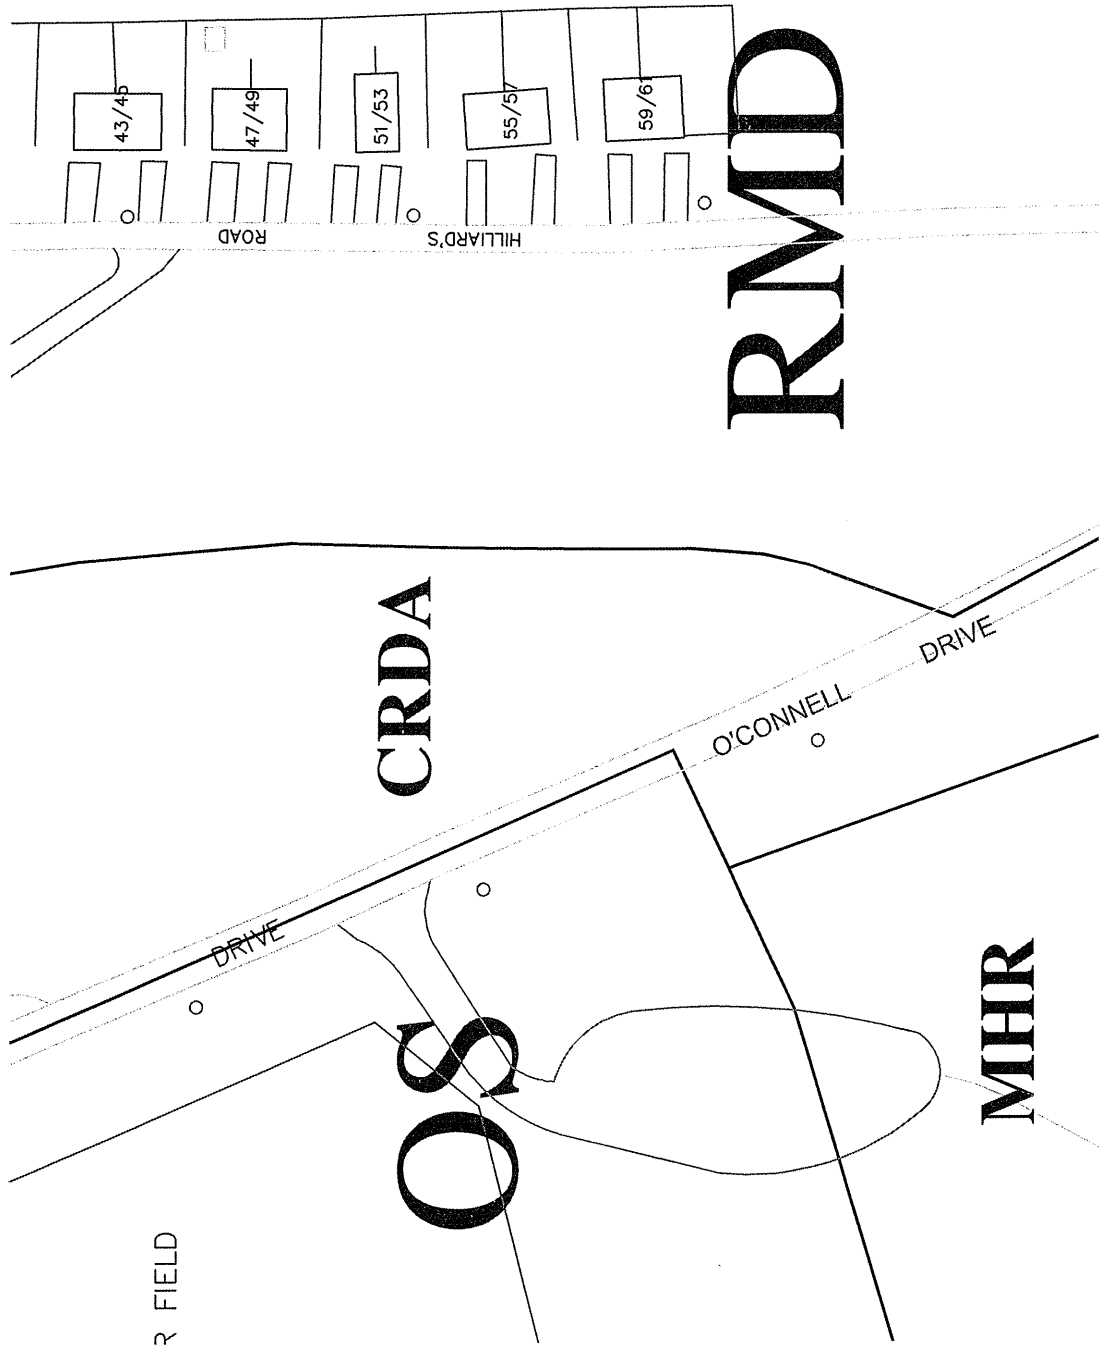 43/45
47/49
51/53
55/57
59/61
ROAD
HILLIARD'S
RMD
CRDA
DRIVE
O'CONNELL
DRIVE
OS
MHR
R FIELD